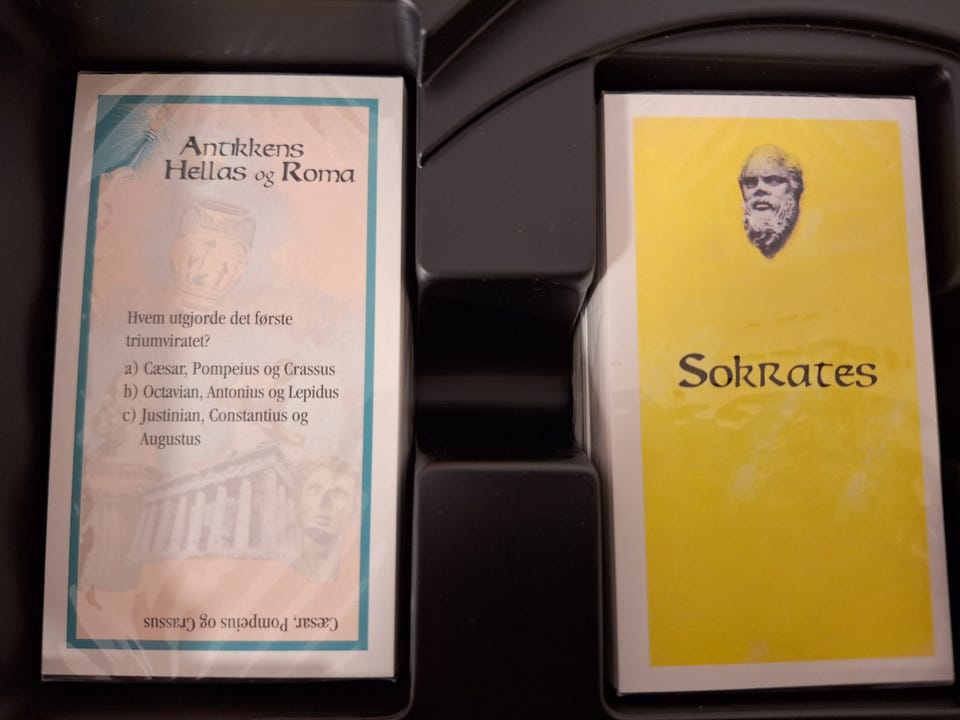 Antikkens
Hellas og Roma
Hvem utgjorde det første
triumviratet?
a) Cæsar, Pompeius og Crassus
b) Octavian, Antonius og Lepidus
c) Justinian, Constantius og
Augustus
Cæsar, Pompeius og Crassus
Sokrates